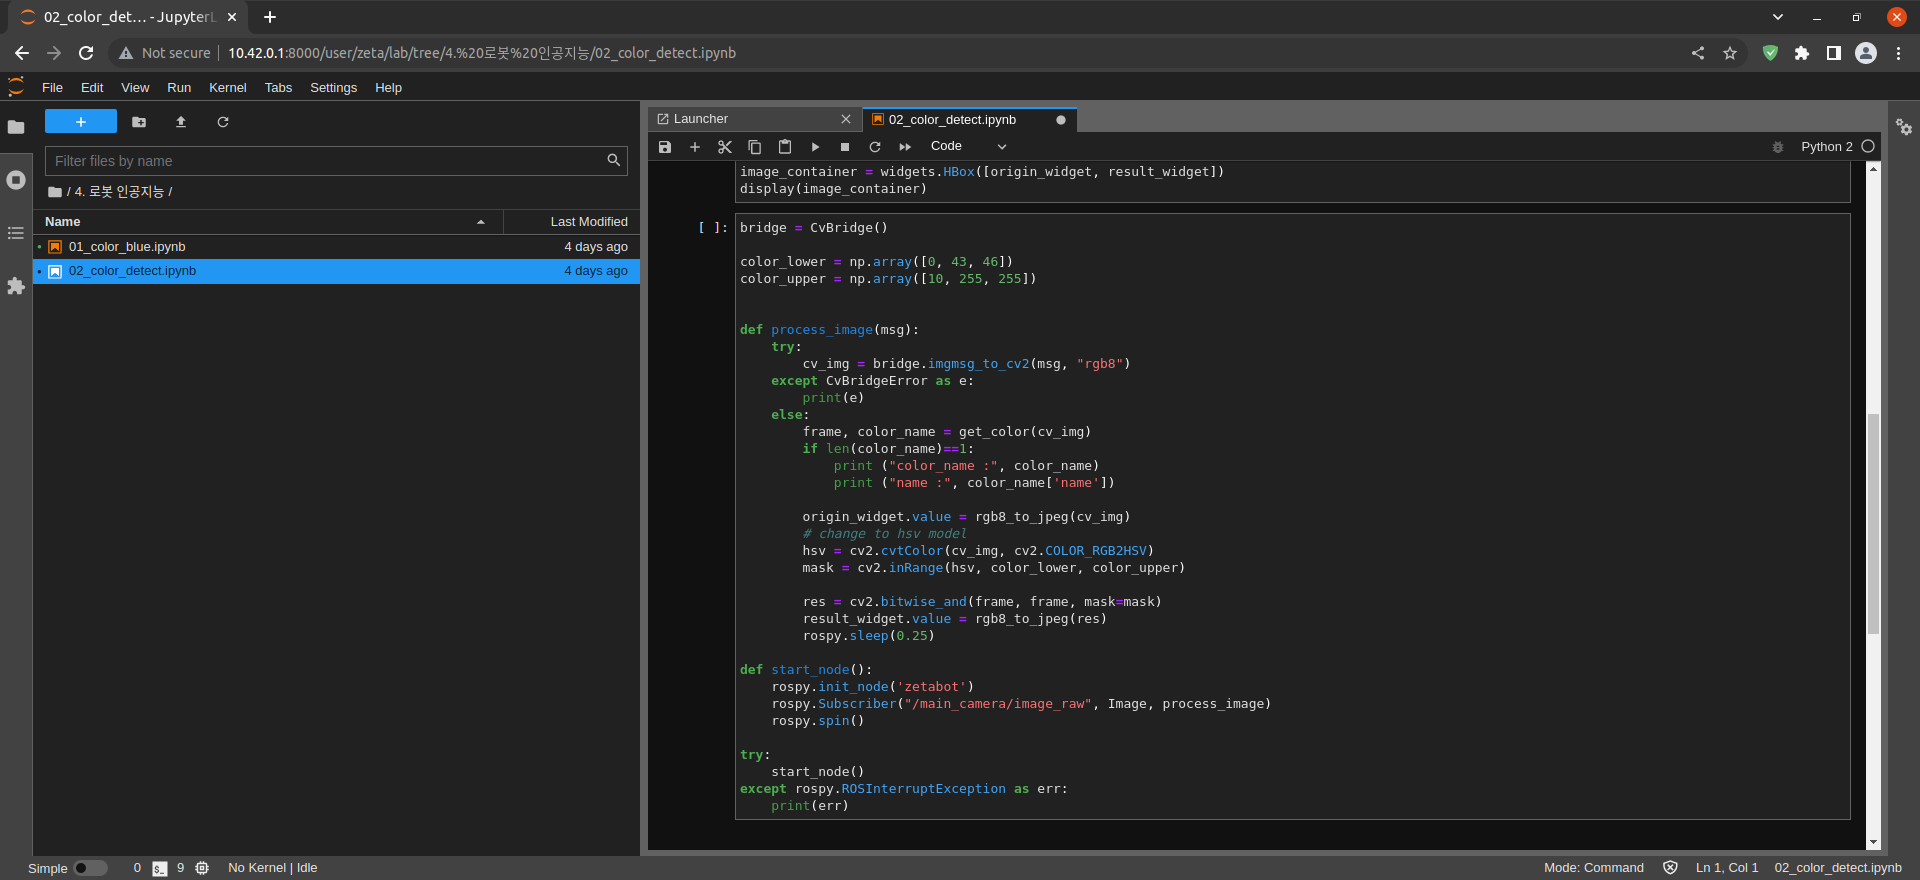 02_color_det... - JupyterL
Not secure 10.42.0.1:8000/user/zeta/lab/tree/4.%20로봇%20인공지능/02_color_detect.ipynb
File Edit View Run Kernel Tabs Settings Help
Launcher
02_color_detect.ipynb
Code
Python 2
Filter files by name
/ 4. 로봇 인공지능 /
Name Last Modified
01_color_blue.ipynb 4 days ago
02_color_detect.ipynb 4 days ago
image_container = widgets.HBox([origin_widget, result_widget])
display(image_container)
[ ]: bridge = CvBridge()
color_lower = np.array([0, 43, 46])
color_upper = np.array([10, 255, 255])
def process_image(msg):
    try:
        cv_img = bridge.imgmsg_to_cv2(msg, "rgb8")
    except CvBridgeError as e:
        print(e)
    else:
        frame, color_name = get_color(cv_img)
        if len(color_name)==1:
            print ("color_name :", color_name)
            print ("name :", color_name['name'])
        origin_widget.value = rgb8_to_jpeg(cv_img)
        # change to hsv model
        hsv = cv2.cvtColor(cv_img, cv2.COLOR_RGB2HSV)
        mask = cv2.inRange(hsv, color_lower, color_upper)
        res = cv2.bitwise_and(frame, frame, mask=mask)
        result_widget.value = rgb8_to_jpeg(res)
        rospy.sleep(0.25)
def start_node():
    rospy.init_node('zetabot')
    rospy.Subscriber("/main_camera/image_raw", Image, process_image)
    rospy.spin()
try:
    start_node()
except rospy.ROSInterruptException as err:
    print(err)
Simple 0 $_ 9 No Kernel | Idle Mode: Command Ln 1, Col 1 02_color_detect.ipynb